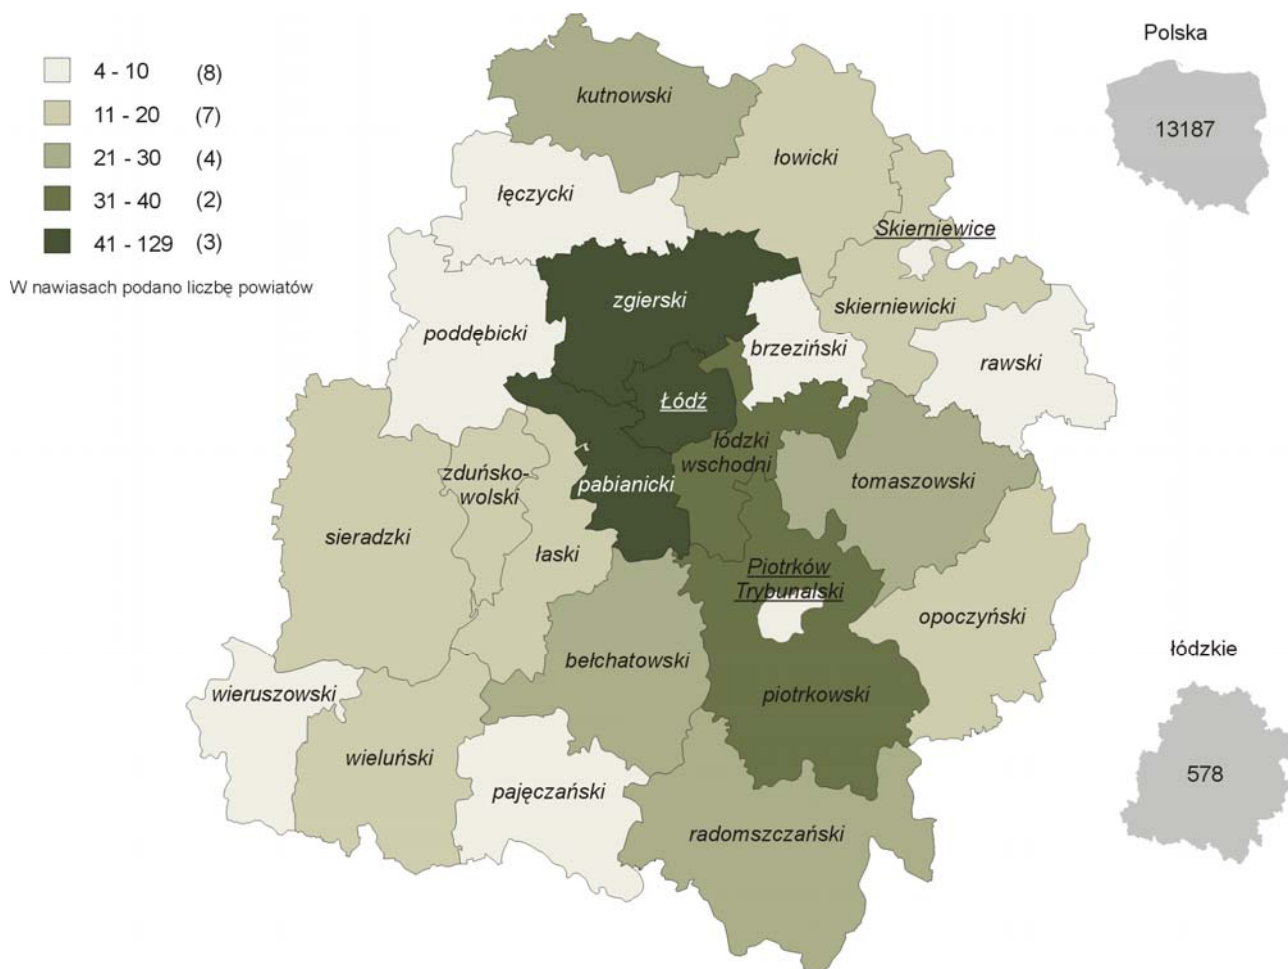 4 - 10 (8)
11 - 20 (7)
21 - 30 (4)
31 - 40 (2)
41 - 129 (3)
W nawiasach podano liczbę powiatów
Polska
13187
kutnowski
łowicki
łęczycki
Skierniewice
zgierski
skierniewicki
poddębicki
brzeziński
rawski
Łódź
łódzki
wschodni
zduńsko-
wolski
pabianicki
tomaszowski
sieradzki
łaski
Piotrków
Trybunalski
opoczyński
bełchatowski
wieruszowski
piotrkowski
wieluński
pajęczański
radomszczański
łódzkie
578